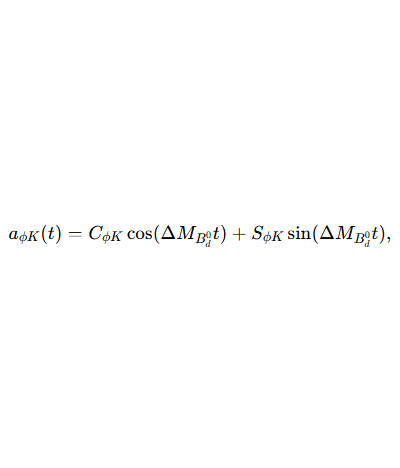 $a_{\phi K}(t) = C_{\phi K} \cos(\Delta M_{B_d^0} t) + S_{\phi K} \sin(\Delta M_{B_d^0} t),$